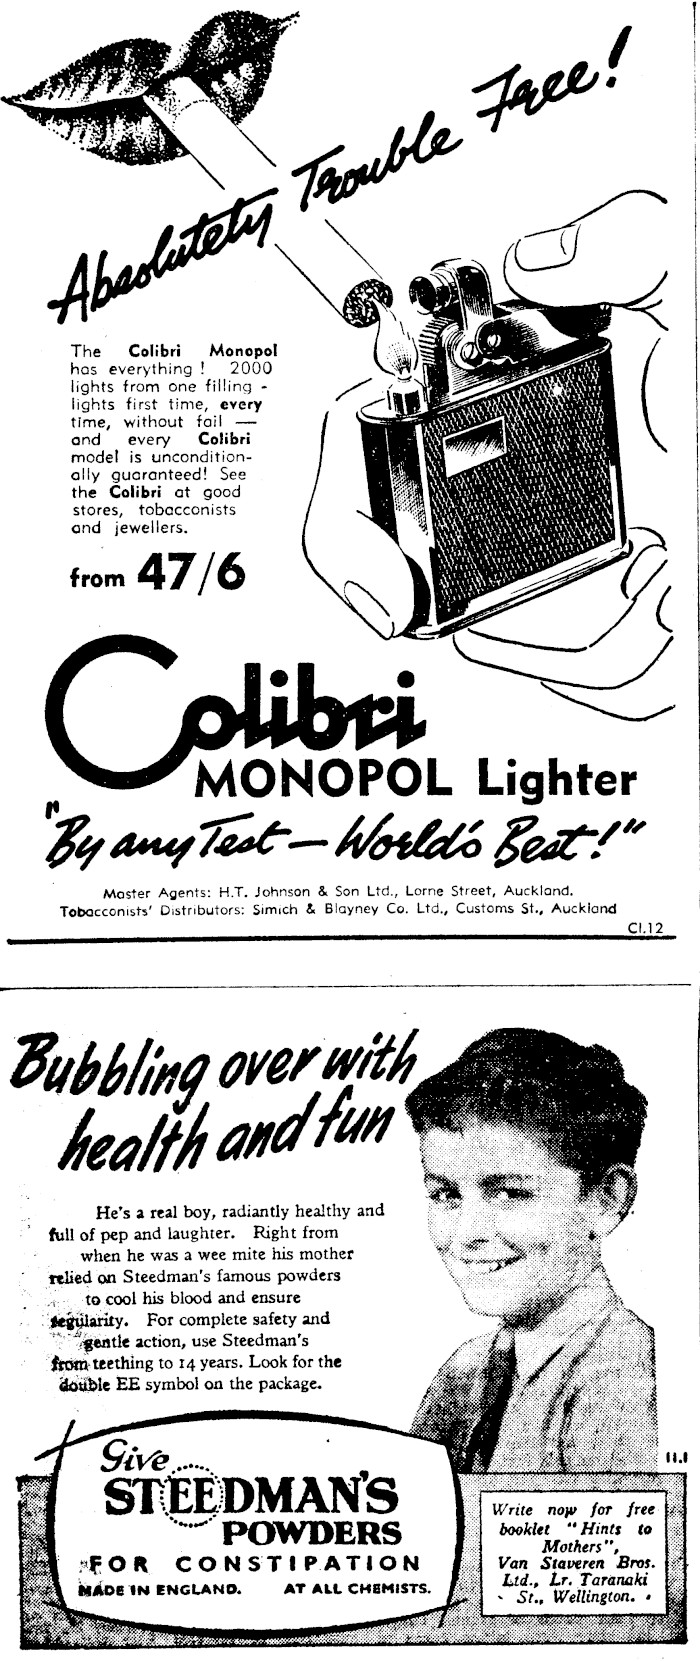 Absolutely Trouble Free!
The Colibri Monopol
has everything! 2000
lights from one filling -
lights first time, every
time, without fail —
and every Colibri
model is uncondition-
ally guaranteed! See
the Colibri at good
stores, tobacconists
and jewellers.
from 47/6
Colibri
MONOPOL Lighter
"By any Test — World's Best!"
Master Agents: H.T. Johnson & Son Ltd., Lorne Street, Auckland.
Tobacconists' Distributors: Simich & Blayney Co. Ltd., Customs St., Auckland
CI.12
Bubbling over with
health and fun
He's a real boy, radiantly healthy and
full of pep and laughter. Right from
when he was a wee mite his mother
relied on Steedman's famous powders
to cool his blood and ensure
regularity. For complete safety and
gentle action, use Steedman's
from teething to 14 years. Look for the
double EE symbol on the package.
11.1
Give
STEEDMAN'S
POWDERS
FOR CONSTIPATION
MADE IN ENGLAND. AT ALL CHEMISTS.
Write now for free
booklet "Hints to
Mothers",
Van Staveren Bros.
Ltd., Lr. Taranaki
St., Wellington.